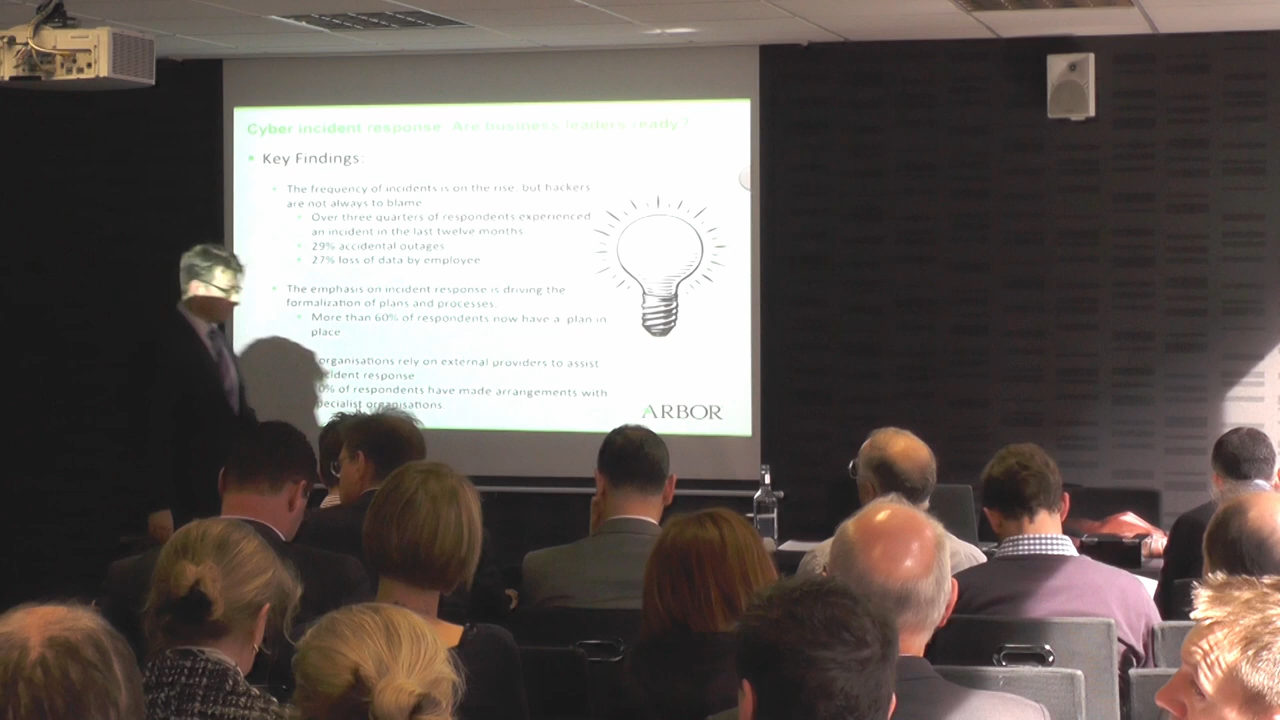 Cyber incident response: Are business leaders ready?
Key Findings:
The frequency of incidents is on the rise, but hackers
are not always to blame
Over three quarters of respondents experienced
an incident in the last twelve months
29% accidental outages
27% loss of data by employee
The emphasis on incident response is driving the
formalization of plans and processes.
More than 60% of respondents now have a plan in
place
organisations rely on external providers to assist
response
of respondents have made arrangements with
organisations
ARBOR